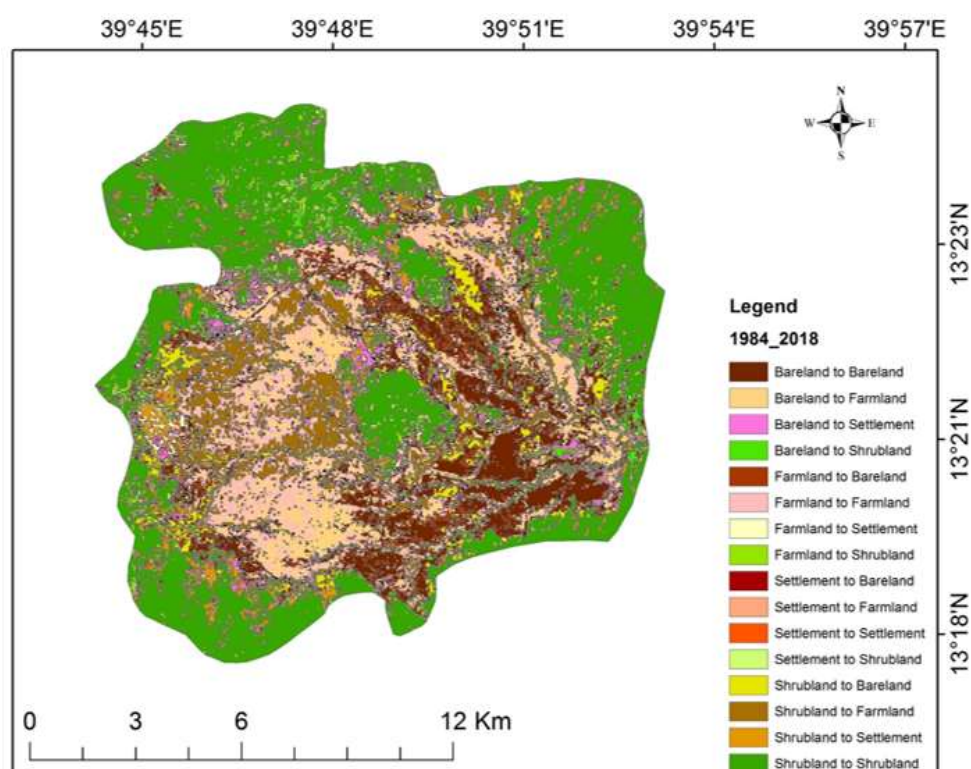 39°45'E 39°48'E 39°51'E 39°54'E 39°57'E
N
W E
S
13°23'N
13°21'N
13°18'N
Legend
1984_2018
Bareland to Bareland
Bareland to Farmland
Bareland to Settlement
Bareland to Shrubland
Farmland to Bareland
Farmland to Farmland
Farmland to Settlement
Farmland to Shrubland
Settlement to Bareland
Settlement to Farmland
Settlement to Settlement
Settlement to Shrubland
Shrubland to Bareland
Shrubland to Farmland
Shrubland to Settlement
Shrubland to Shrubland
0 3 6 12 Km